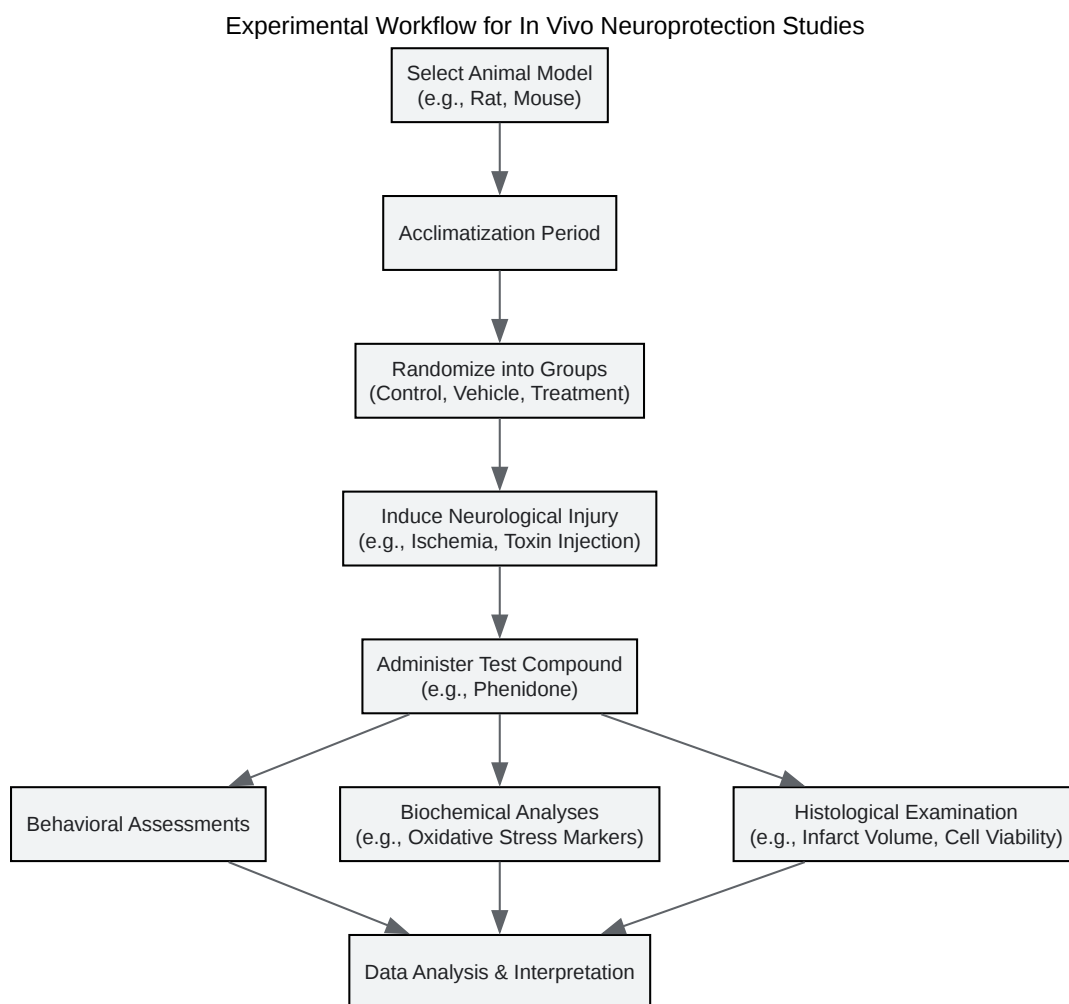 Experimental Workflow for In Vivo Neuroprotection Studies
Select Animal Model
(e.g., Rat, Mouse)
Acclimatization Period
Randomize into Groups
(Control, Vehicle, Treatment)
Induce Neurological Injury
(e.g., Ischemia, Toxin Injection)
Administer Test Compound
(e.g., Phenidone)
Behavioral Assessments
Biochemical Analyses
(e.g., Oxidative Stress Markers)
Histological Examination
(e.g., Infarct Volume, Cell Viability)
Data Analysis & Interpretation